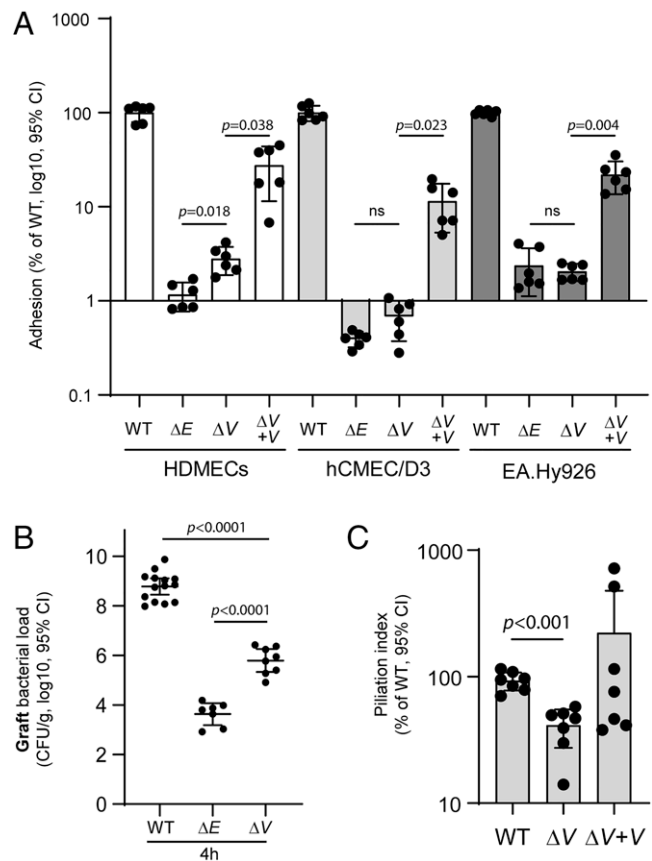 A
Adhesion (% of WT, log10, 95% CI)
1000
100
10
1
0.1
p=0.038
p=0.018
p=0.023
ns
p=0.004
ns
WT ΔE ΔV ΔV+V WT ΔE ΔV ΔV+V WT ΔE ΔV ΔV+V
HDMECs hCMEC/D3 EA.Hy926
B
Graft bacterial load
(CFU/g, log10, 95% CI)
10
8
6
4
2
0
p<0.0001
p<0.0001
WT ΔE ΔV
4h
C
Piliation index
(% of WT, 95% CI)
1000
100
10
p<0.001
WT ΔV ΔV+V